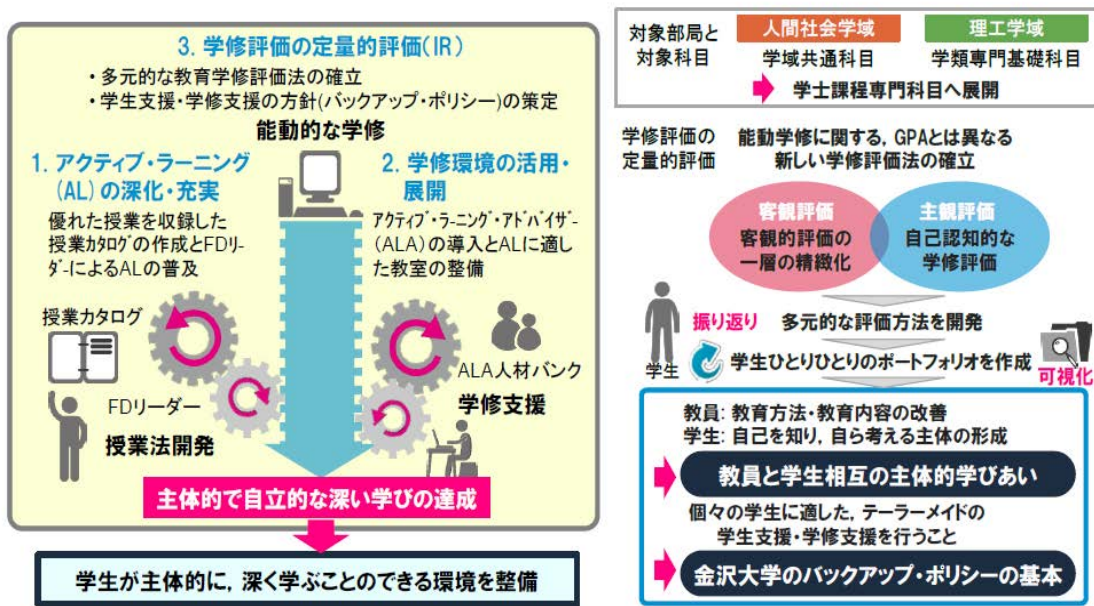 3. 学修評価の定量的評価(IR)
・多元的な教育学修評価法の確立
・学生支援・学修支援の方針(バックアップ・ポリシー)の策定
能動的な学修
1. アクティブ・ラーニング
(AL)の深化・充実
優れた授業を収録した
授業カタログの作成とFDリー
ダーによるALの普及
2. 学修環境の活用・
展開
アクティブ・ラーニング・アドバイザー
(ALA)の導入とALに適し
た教室の整備
授業カタログ
FDリーダー
授業法開発
ALA人材バンク
学修支援
主体的で自立的な深い学びの達成
学生が主体的に, 深く学ぶことのできる環境を整備
対象部局と
対象科目
人間社会学域
学域共通科目
理工学域
学類専門基礎科目
学士課程専門科目へ展開
学修評価の
定量的評価
能動学修に関する, GPAとは異なる
新しい学修評価法の確立
客観評価
客観的評価の
一層の精緻化
主観評価
自己認知的な
学修評価
振り返り
多元的な評価方法を開発
学生
学生ひとりひとりのポートフォリオを作成
可視化
教員: 教育方法・教育内容の改善
学生: 自己を知り, 自ら考える主体の形成
教員と学生相互の主体的学びあい
個々の学生に適した, テーラーメイドの
学生支援・学修支援を行うこと
金沢大学のバックアップ・ポリシーの基本